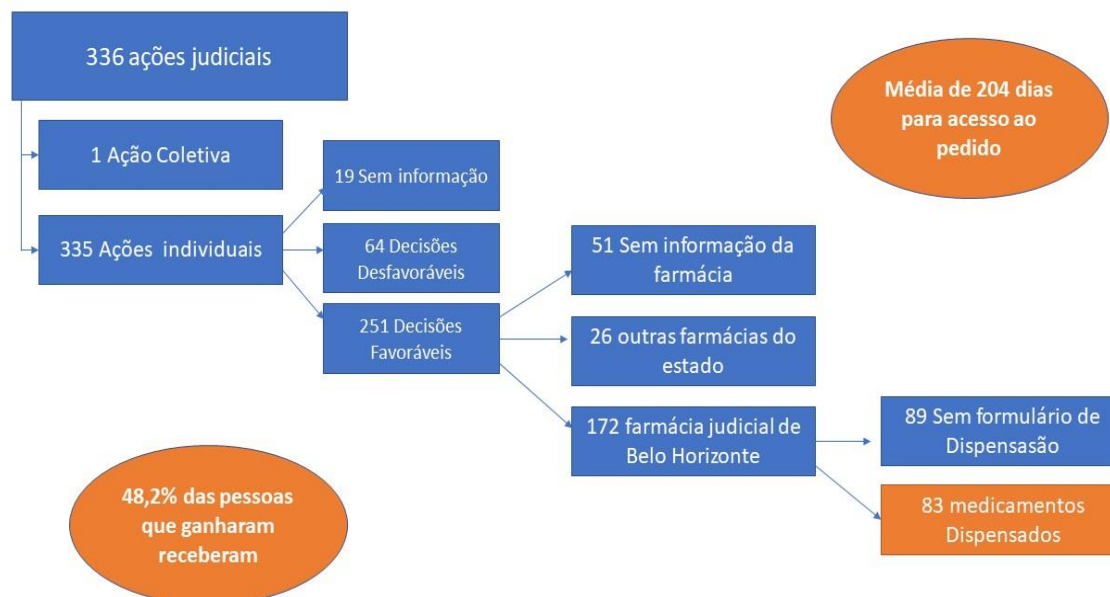 336 ações judiciais
Média de 204 dias
para acesso ao
pedido
1 Ação Coletiva
19 Sem informação
335 Ações individuais
64 Decisões
Desfavoráveis
51 Sem informação da
farmácia
251 Decisões
Favoráveis
26 outras farmácias do
estado
172 farmácia judicial de
Belo Horizonte
89 Sem formulário de
Dispensasão
48,2% das pessoas
que ganharam
receberam
83 medicamentos
Dispensados